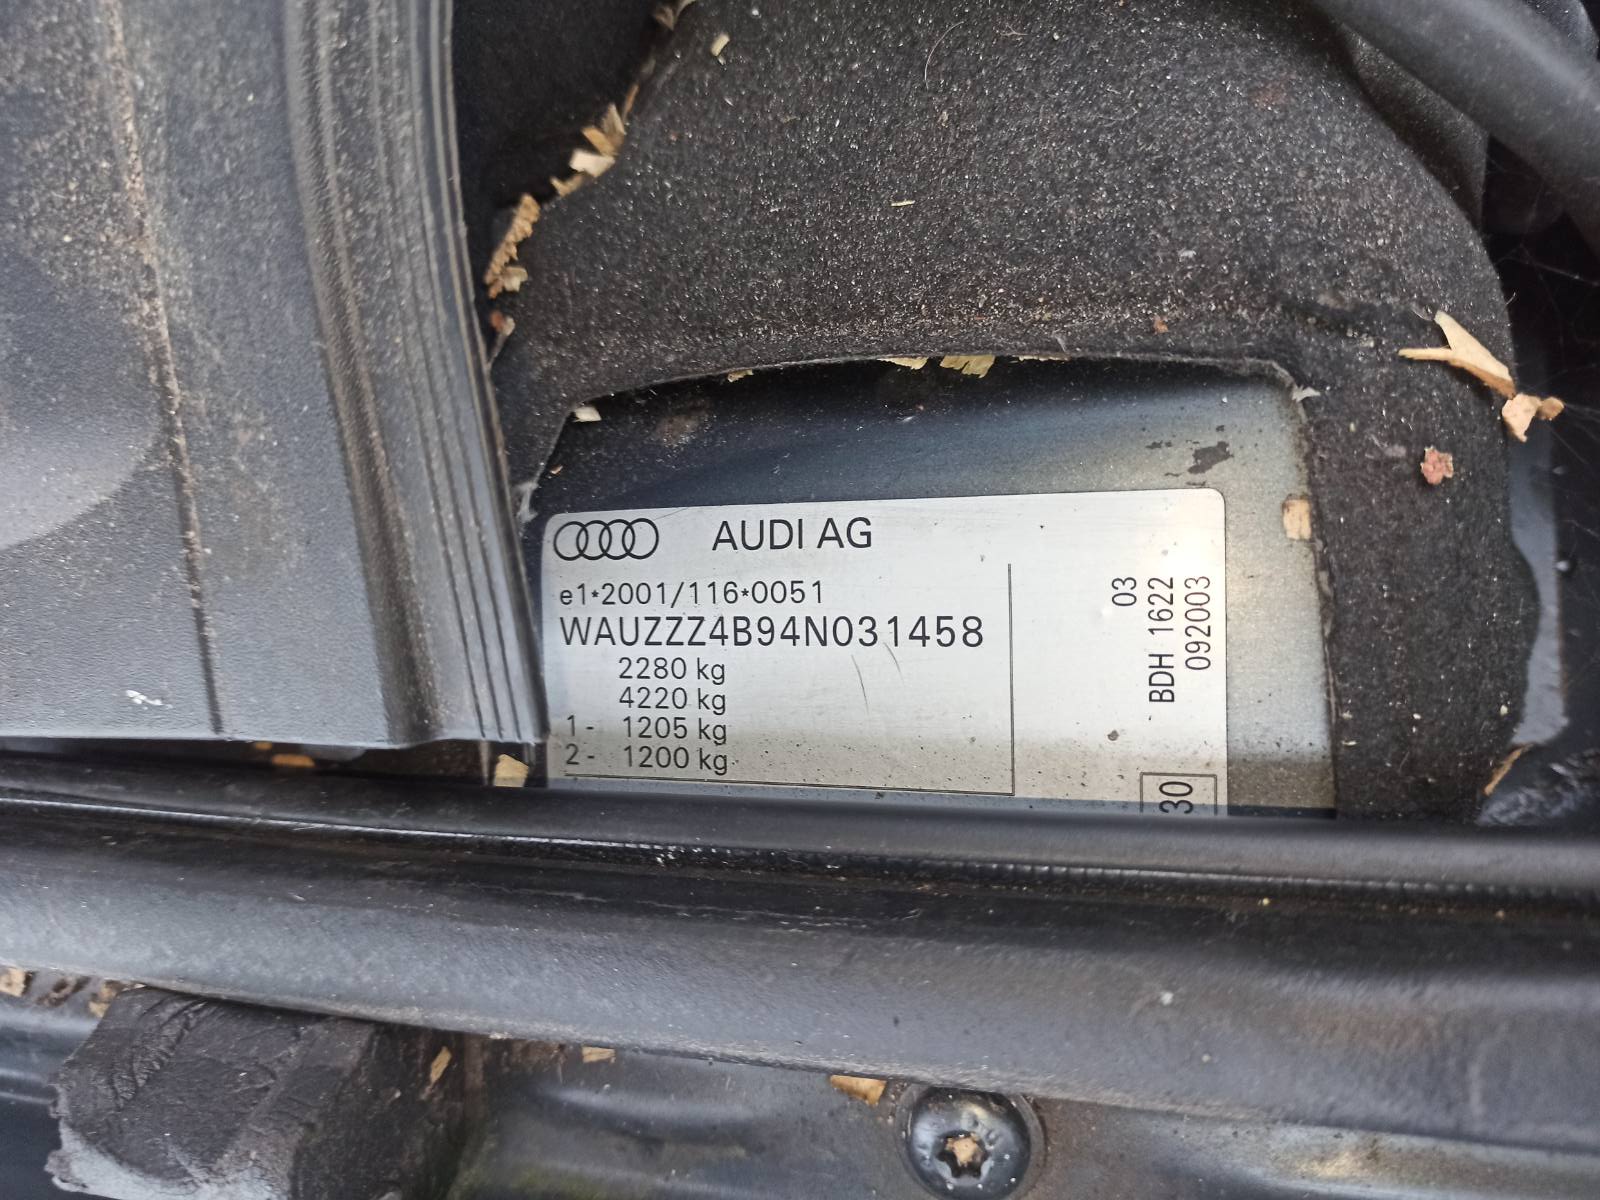 AUDI AG
e1*2001/116*0051
WAUZZZ4B94N031458
2280 kg
4220 kg
1- 1205 kg
2- 1200 kg
03
BDH 1622
092003
30